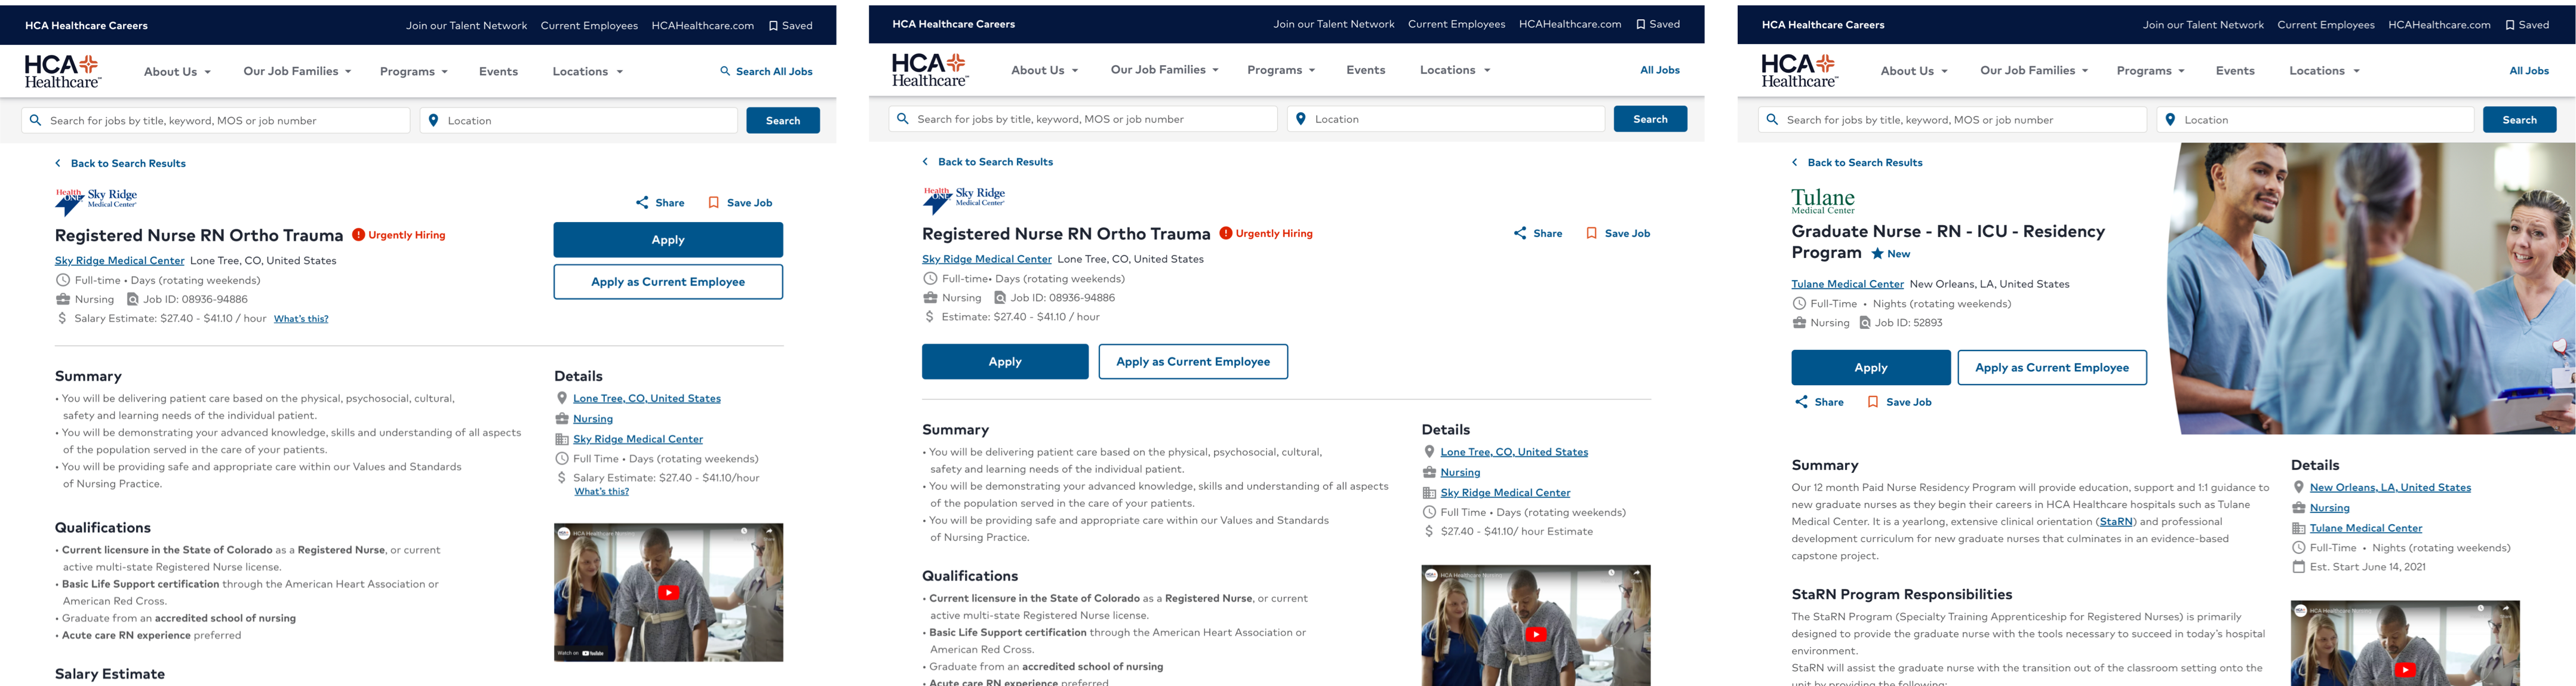 HCA Healthcare Careers
Join our Talent Network Current Employees HCAHealthcare.com Saved
HCA Healthcare™
About Us Our Job Families Programs Events Locations Search All Jobs
Search for jobs by title, keyword, MOS or job number
Location
Search
Back to Search Results
HealthONE Sky Ridge Medical Center
Share Save Job
Registered Nurse RN Ortho Trauma Urgently Hiring
Apply
Sky Ridge Medical Center Lone Tree, CO, United States
Full-time • Days (rotating weekends)
Apply as Current Employee
Nursing Job ID: 08936-94886
$ Salary Estimate: $27.40 - $41.10 / hour What's this?
Summary
• You will be delivering patient care based on the physical, psychosocial, cultural,
safety and learning needs of the individual patient.
• You will be demonstrating your advanced knowledge, skills and understanding of all aspects
of the population served in the care of your patients.
• You will be providing safe and appropriate care within our Values and Standards
of Nursing Practice.
Qualifications
• Current licensure in the State of Colorado as a Registered Nurse, or current
active multi-state Registered Nurse license.
• Basic Life Support certification through the American Heart Association or
American Red Cross.
• Graduate from an accredited school of nursing
• Acute care RN experience preferred
Salary Estimate
Details
Lone Tree, CO, United States
Nursing
Sky Ridge Medical Center
Full Time • Days (rotating weekends)
$ Salary Estimate: $27.40 - $41.10/hour
What's this?
HCA Healthcare Nursing
Watch on YouTube
HCA Healthcare Careers
Join our Talent Network Current Employees HCAHealthcare.com Saved
HCA Healthcare™
About Us Our Job Families Programs Events Locations All Jobs
Search for jobs by title, keyword, MOS or job number
Location
Search
Back to Search Results
HealthONE Sky Ridge Medical Center
Registered Nurse RN Ortho Trauma Urgently Hiring
Share Save Job
Sky Ridge Medical Center Lone Tree, CO, United States
Full-time• Days (rotating weekends)
Nursing Job ID: 08936-94886
$ Estimate: $27.40 - $41.10 / hour
Apply
Apply as Current Employee
Summary
• You will be delivering patient care based on the physical, psychosocial, cultural,
safety and learning needs of the individual patient.
• You will be demonstrating your advanced knowledge, skills and understanding of all aspects
of the population served in the care of your patients.
• You will be providing safe and appropriate care within our Values and Standards
of Nursing Practice.
Qualifications
• Current licensure in the State of Colorado as a Registered Nurse, or current
active multi-state Registered Nurse license.
• Basic Life Support certification through the American Heart Association or
American Red Cross.
• Graduate from an accredited school of nursing
• Acute care RN experience preferred
Details
Lone Tree, CO, United States
Nursing
Sky Ridge Medical Center
Full Time • Days (rotating weekends)
$ $27.40 - $41.10/ hour Estimate
HCA Healthcare Nursing
HCA Healthcare Careers
Join our Talent Network Current Employees HCAHealthcare.com Saved
HCA Healthcare™
About Us Our Job Families Programs Events Locations All Jobs
Search for jobs by title, keyword, MOS or job number
Location
Search
Back to Search Results
Tulane Medical Center
Graduate Nurse - RN - ICU - Residency
Program New
Tulane Medical Center New Orleans, LA, United States
Full-Time • Nights (rotating weekends)
Nursing Job ID: 52893
Apply
Apply as Current Employee
Share Save Job
Summary
Our 12 month Paid Nurse Residency Program will provide education, support and 1:1 guidance to
new graduate nurses as they begin their careers in HCA Healthcare hospitals such as Tulane
Medical Center. It is a yearlong, extensive clinical orientation (StaRN) and professional
development curriculum for new graduate nurses that culminates in an evidence-based
capstone project.
StaRN Program Responsibilities
The StaRN Program (Specialty Training Apprenticeship for Registered Nurses) is primarily
designed to provide the graduate nurse with the tools necessary to succeed in today's hospital
environment.
StaRN will assist the graduate nurse with the transition out of the classroom setting onto the
unit by providing the following:
Details
New Orleans, LA, United States
Nursing
Tulane Medical Center
Full-Time • Nights (rotating weekends)
Est. Start June 14, 2021
HCA Healthcare Nursing